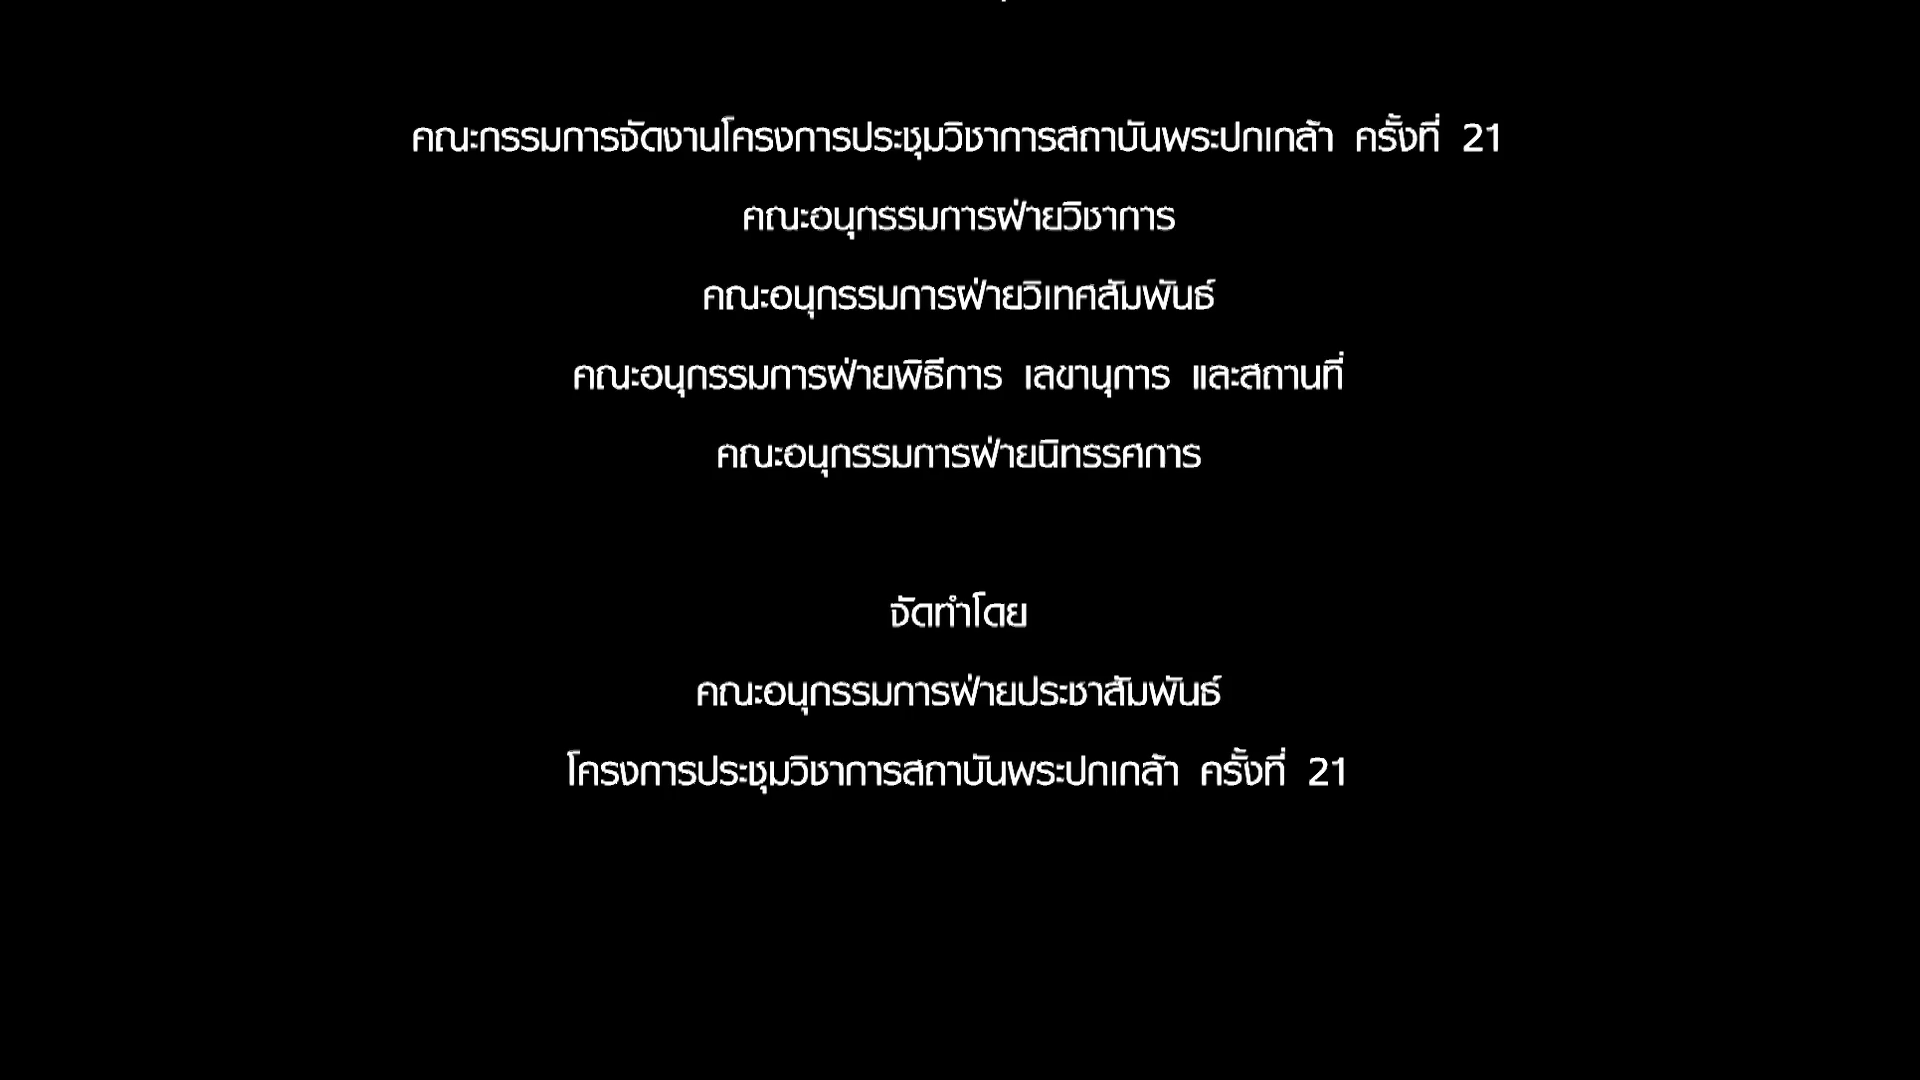 คณะกรรมการจัดงานโครงการประชุมวิชาการสถาบันพระปกเกล้า ครั้งที่ 21
คณะอนุกรรมการฝ่ายวิชาการ
คณะอนุกรรมการฝ่ายวิเทศสัมพันธ์
คณะอนุกรรมการฝ่ายพิธีการ เลขานุการ และสถานที่
คณะอนุกรรมการฝ่ายนิทรรศการ
จัดทำโดย
คณะอนุกรรมการฝ่ายประชาสัมพันธ์
โครงการประชุมวิชาการสถาบันพระปกเกล้า ครั้งที่ 21